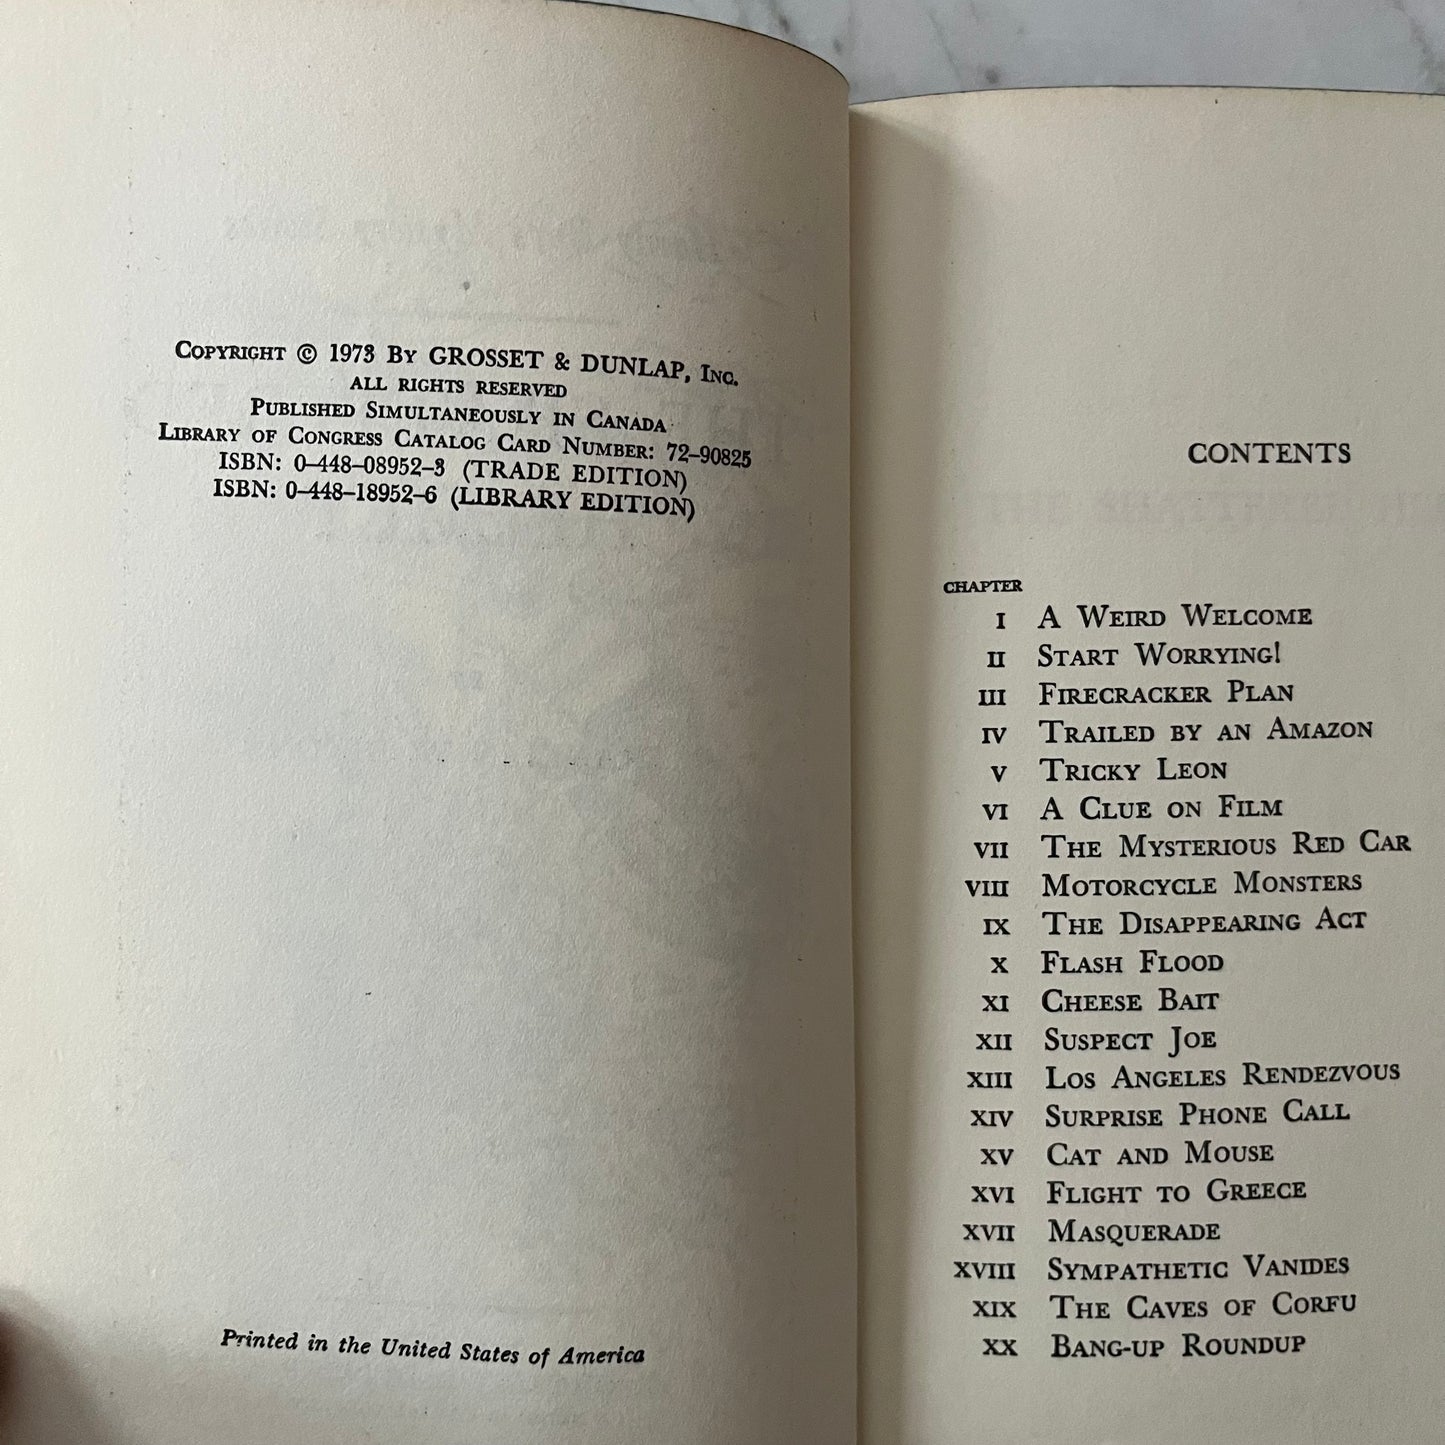 Copyright © 1973 By GROSSET & DUNLAP, Inc.
ALL RIGHTS RESERVED
Published Simultaneously in Canada
Library of Congress Catalog Card Number: 72-90825
ISBN: 0-448-08952-3 (TRADE EDITION)
ISBN: 0-448-18952-6 (LIBRARY EDITION)
Printed in the United States of America
CONTENTS
CHAPTER
I A Weird Welcome
II Start Worrying!
III Firecracker Plan
IV Trailed by an Amazon
V Tricky Leon
VI A Clue on Film
VII The Mysterious Red Car
VIII Motorcycle Monsters
IX The Disappearing Act
X Flash Flood
XI Cheese Bait
XII Suspect Joe
XIII Los Angeles Rendezvous
XIV Surprise Phone Call
XV Cat and Mouse
XVI Flight to Greece
XVII Masquerade
XVIII Sympathetic Vanides
XIX The Caves of Corfu
XX Bang-up Roundup